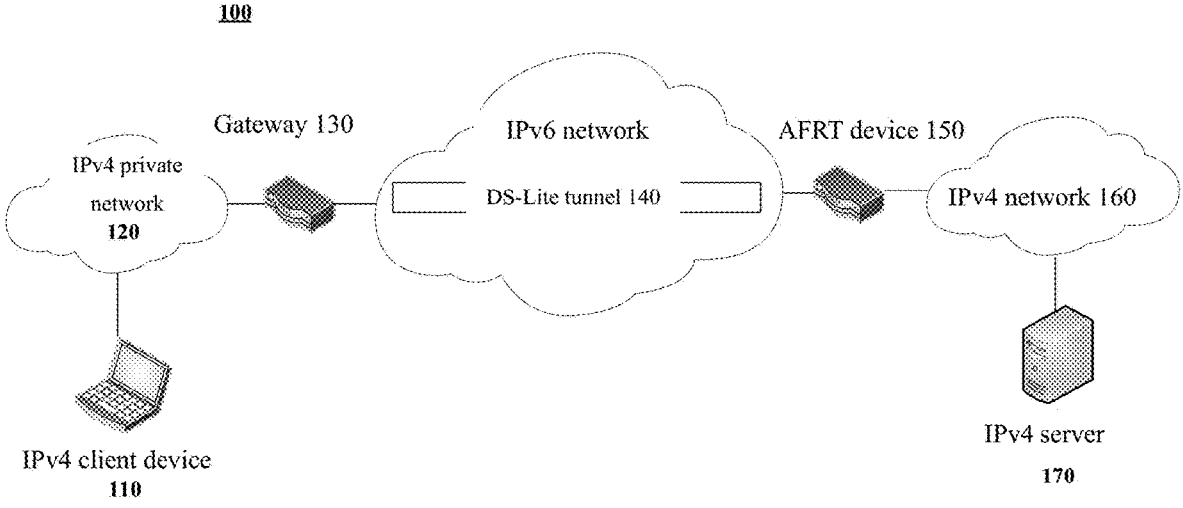 100
Gateway 130
IPv6 network
AFRT device 150
IPv4 private
network
120
DS-Lite tunnel 140
IPv4 network 160
IPv4 client device
110
IPv4 server
170